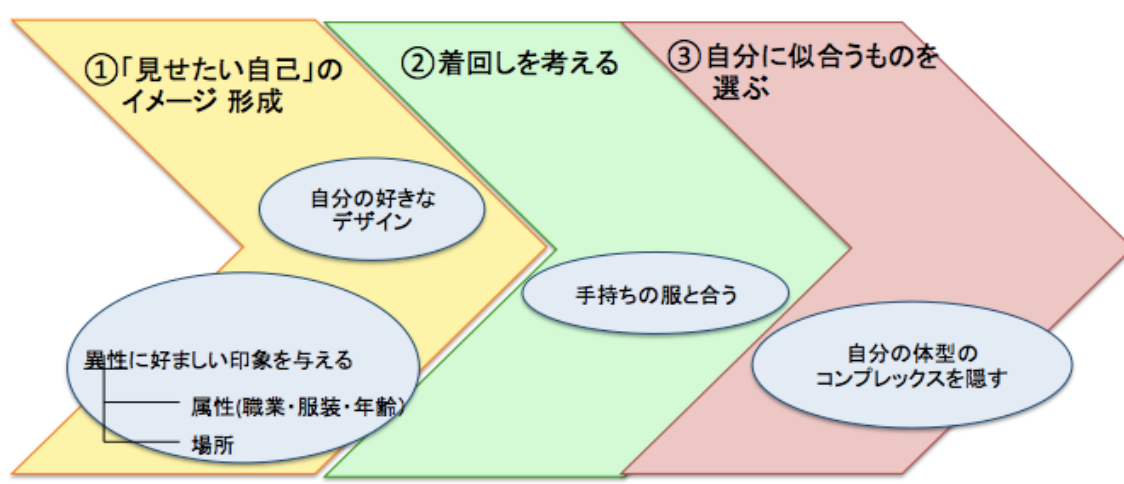 ①「見せたい自己」の
イメージ 形成
②着回しを考える
③自分に似合うものを
選ぶ
自分の好きな
デザイン
異性に好ましい印象を与える
属性(職業・服装・年齢)
場所
手持ちの服と合う
自分の体型の
コンプレックスを隠す